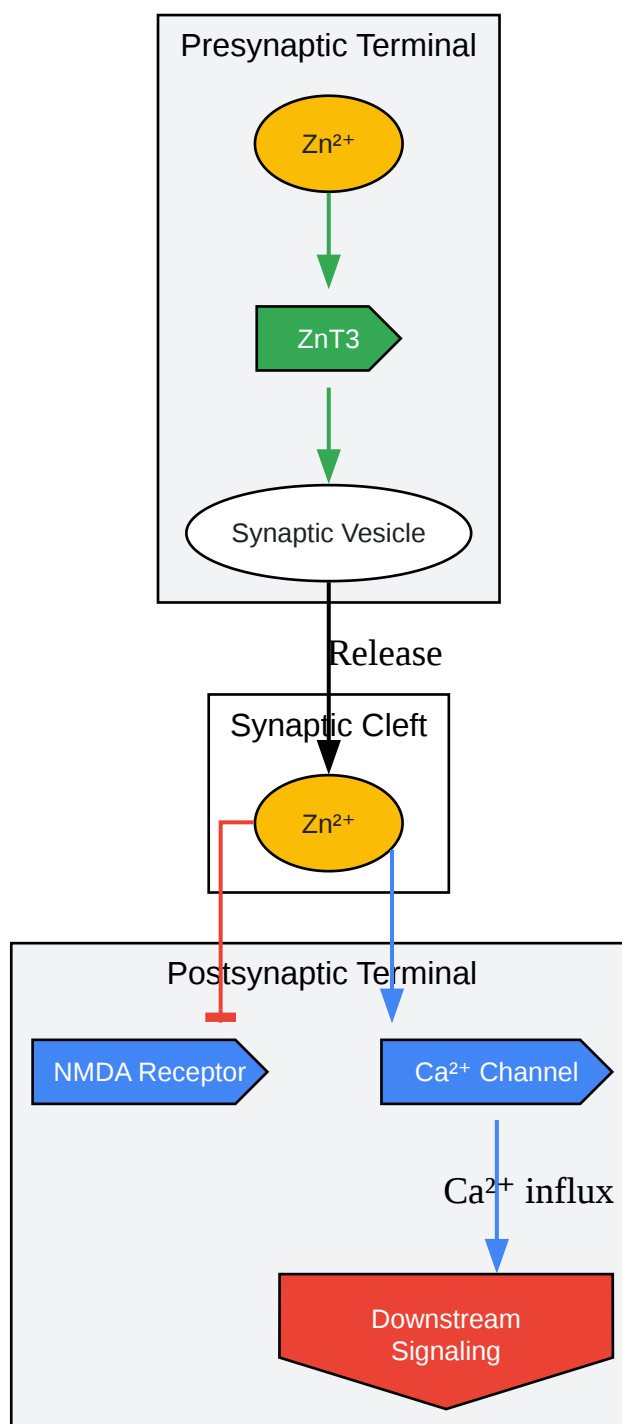 Presynaptic Terminal
Zn²⁺
ZnT3
Synaptic Vesicle
Release
Synaptic Cleft
Zn²⁺
Postsynaptic Terminal
NMDA Receptor
Ca²⁺ Channel
Ca²⁺ influx
Downstream
Signaling